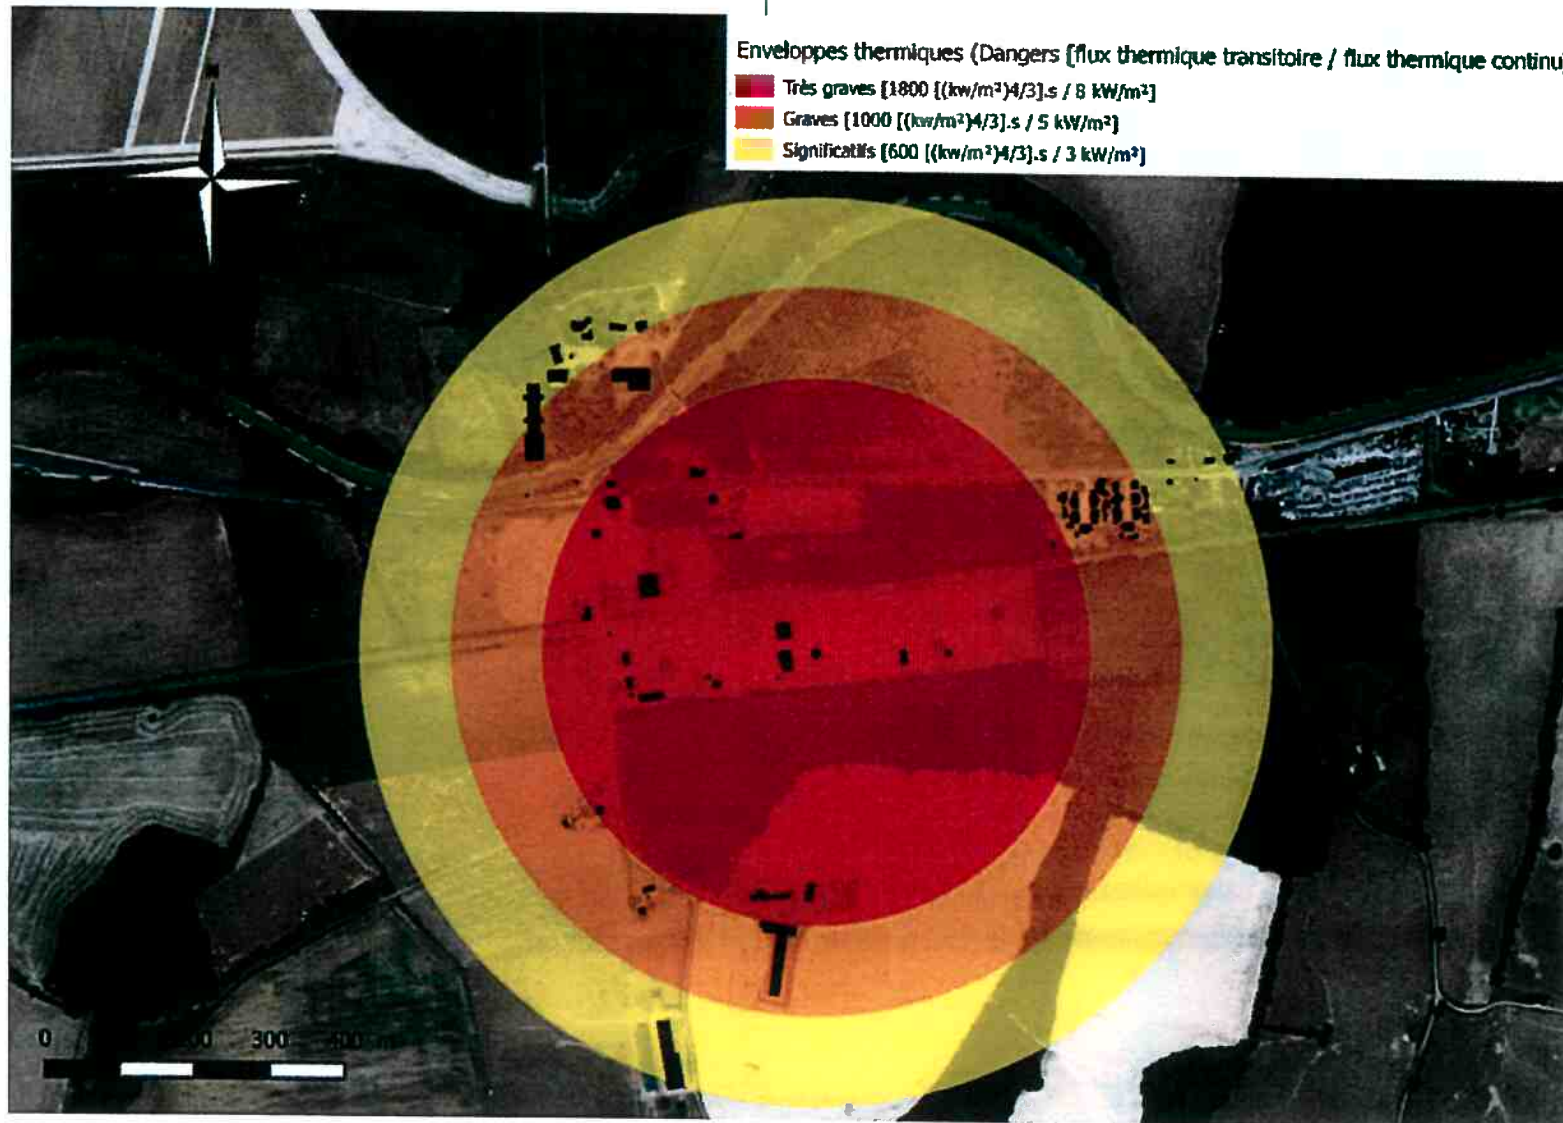 Enveloppes thermiques (Dangers [flux thermique transitoire / flux thermique continu]
Très graves [1800 [(kw/m²)4/3].s / 8 kW/m²]
Graves [1000 [(kw/m²)4/3].s / 5 kW/m²]
Significatifs [600 [(kw/m²)4/3].s / 3 kW/m²]
0 300 400 m